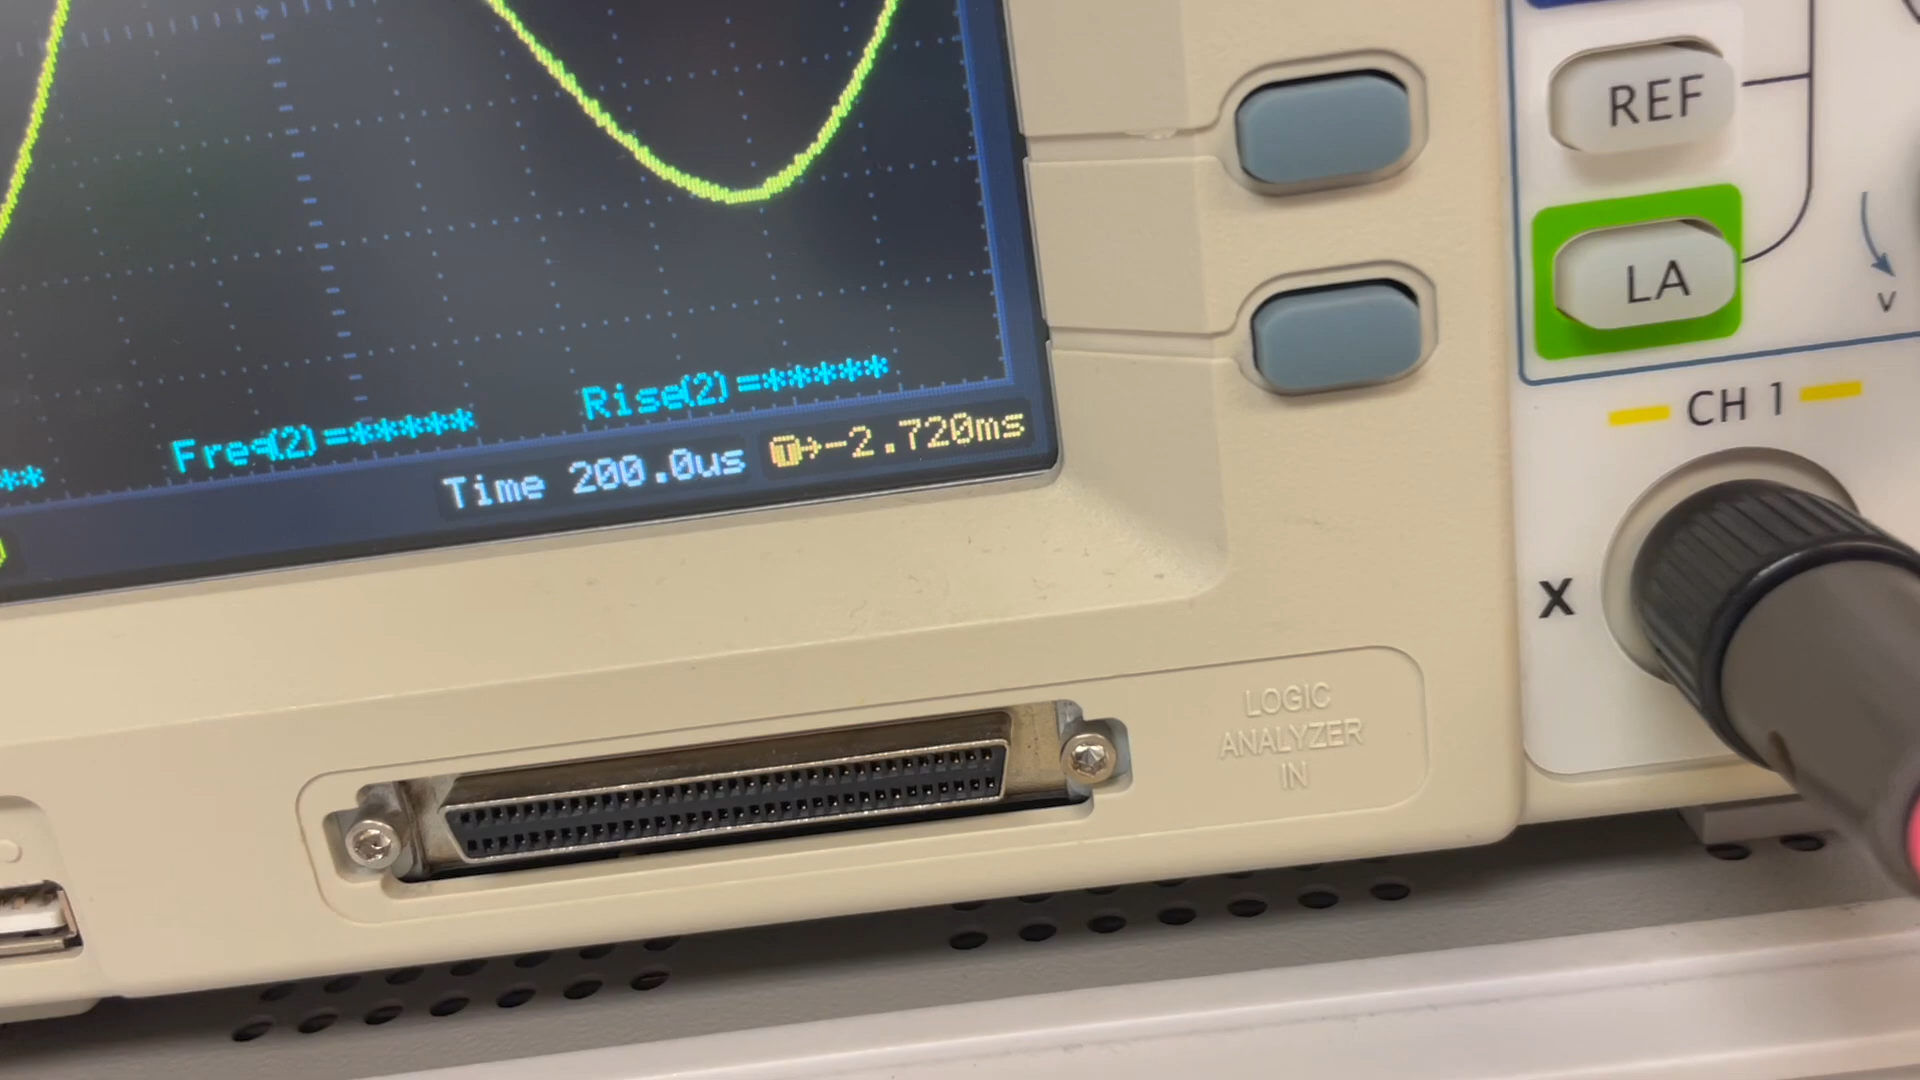 REF
LA
V
CH 1
Rise(2)=*****
Freq(2)=*****
**
Time 200.0us T→-2.720ms
X
LOGIC
ANALYZER
IN